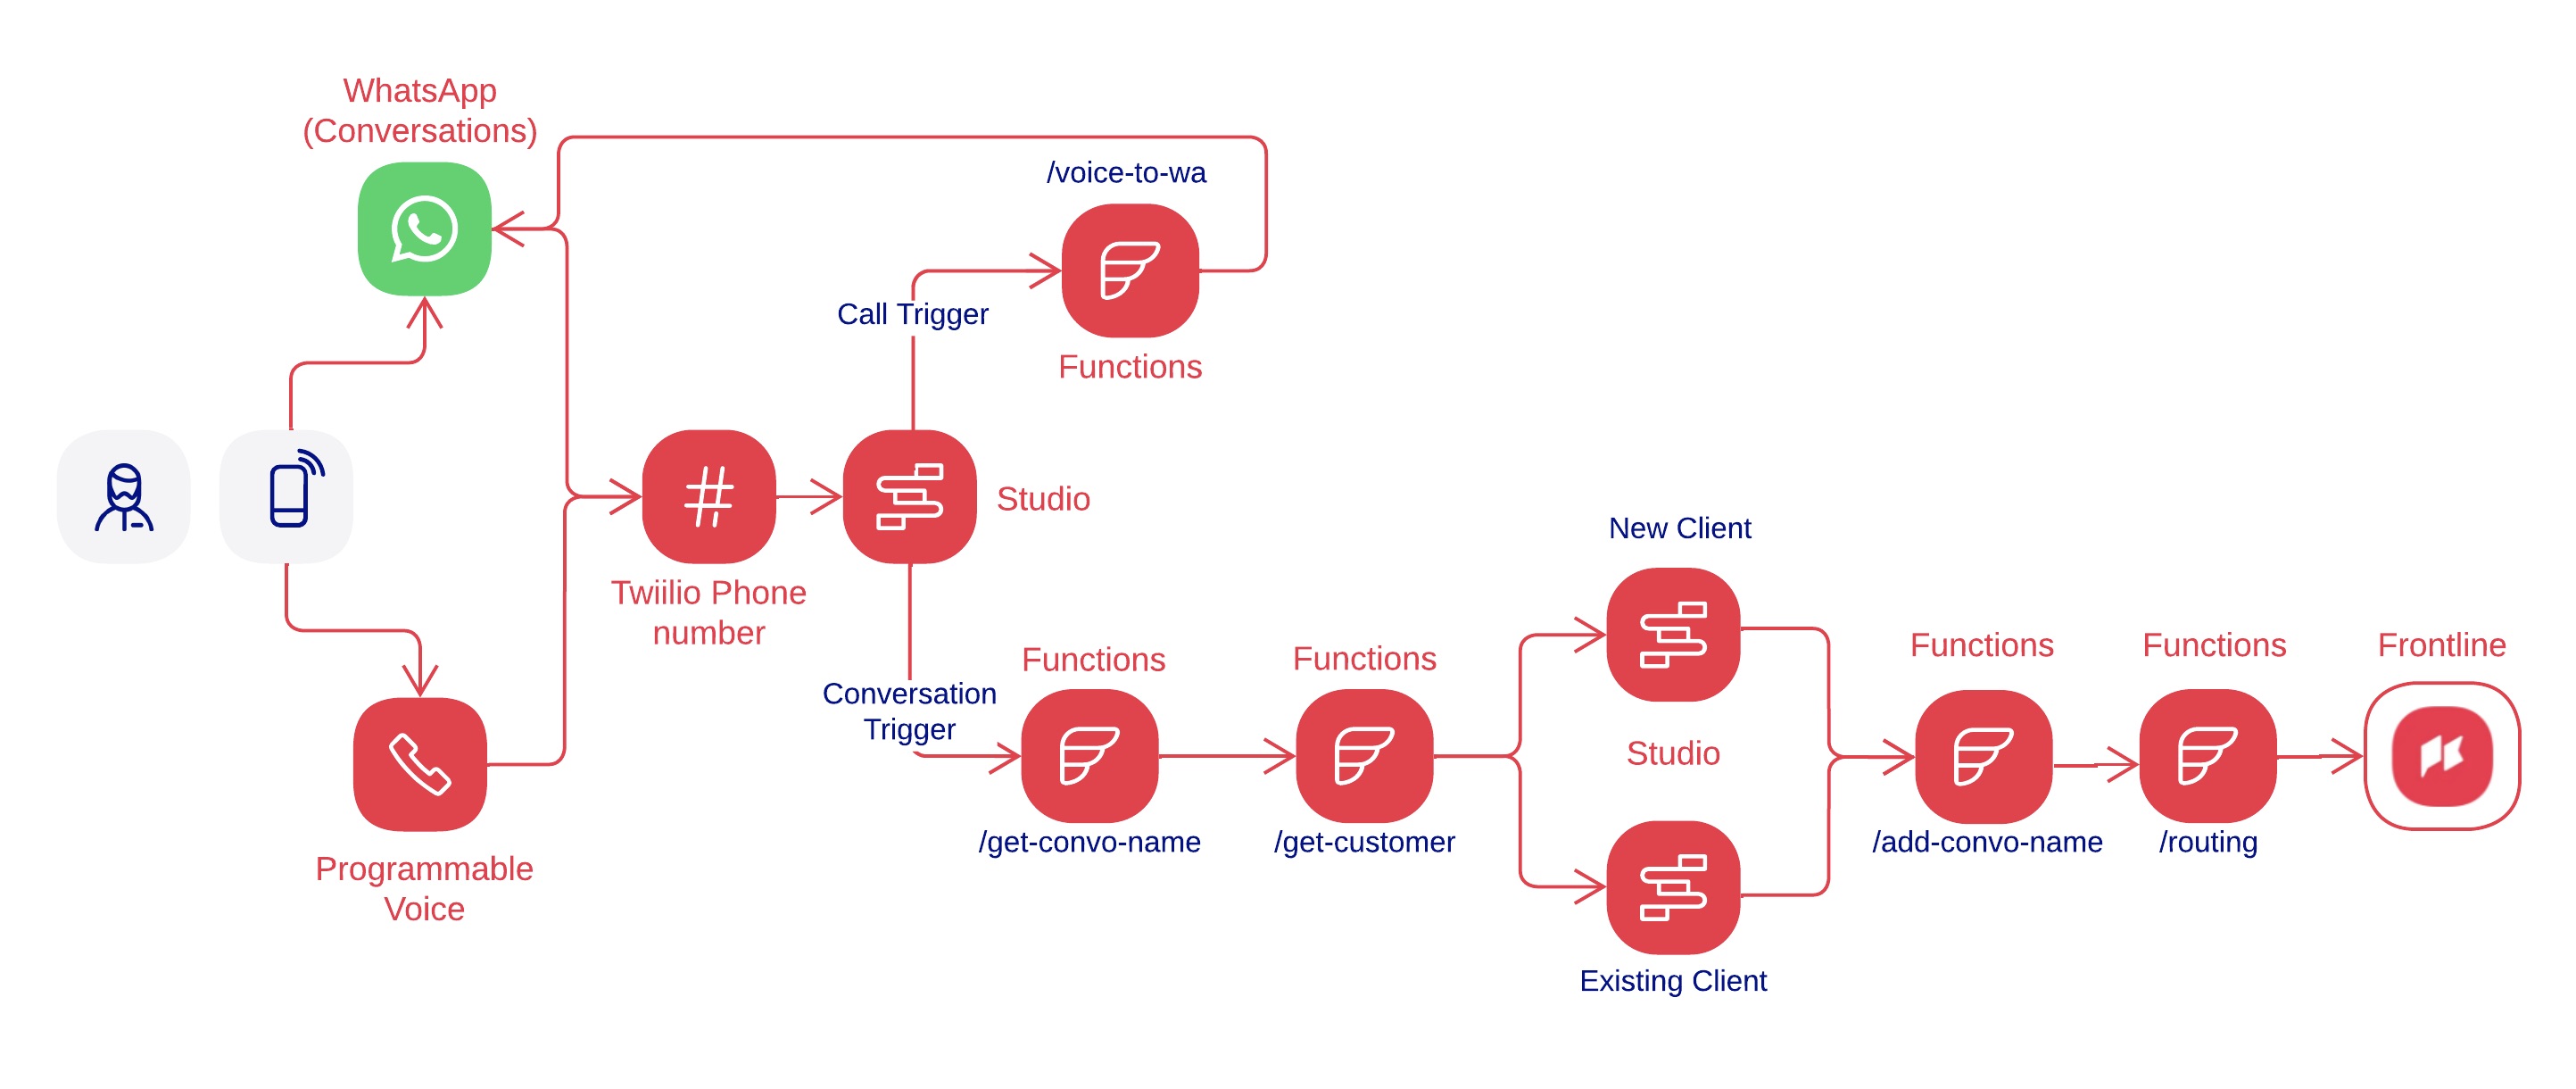 WhatsApp
(Conversations)
/voice-to-wa
Call Trigger
Functions
Studio
Twiilio Phone
number
Programmable
Voice
Conversation
Trigger
Functions
/get-convo-name
Functions
/get-customer
New Client
Studio
Existing Client
Functions
/add-convo-name
Functions
/routing
Frontline